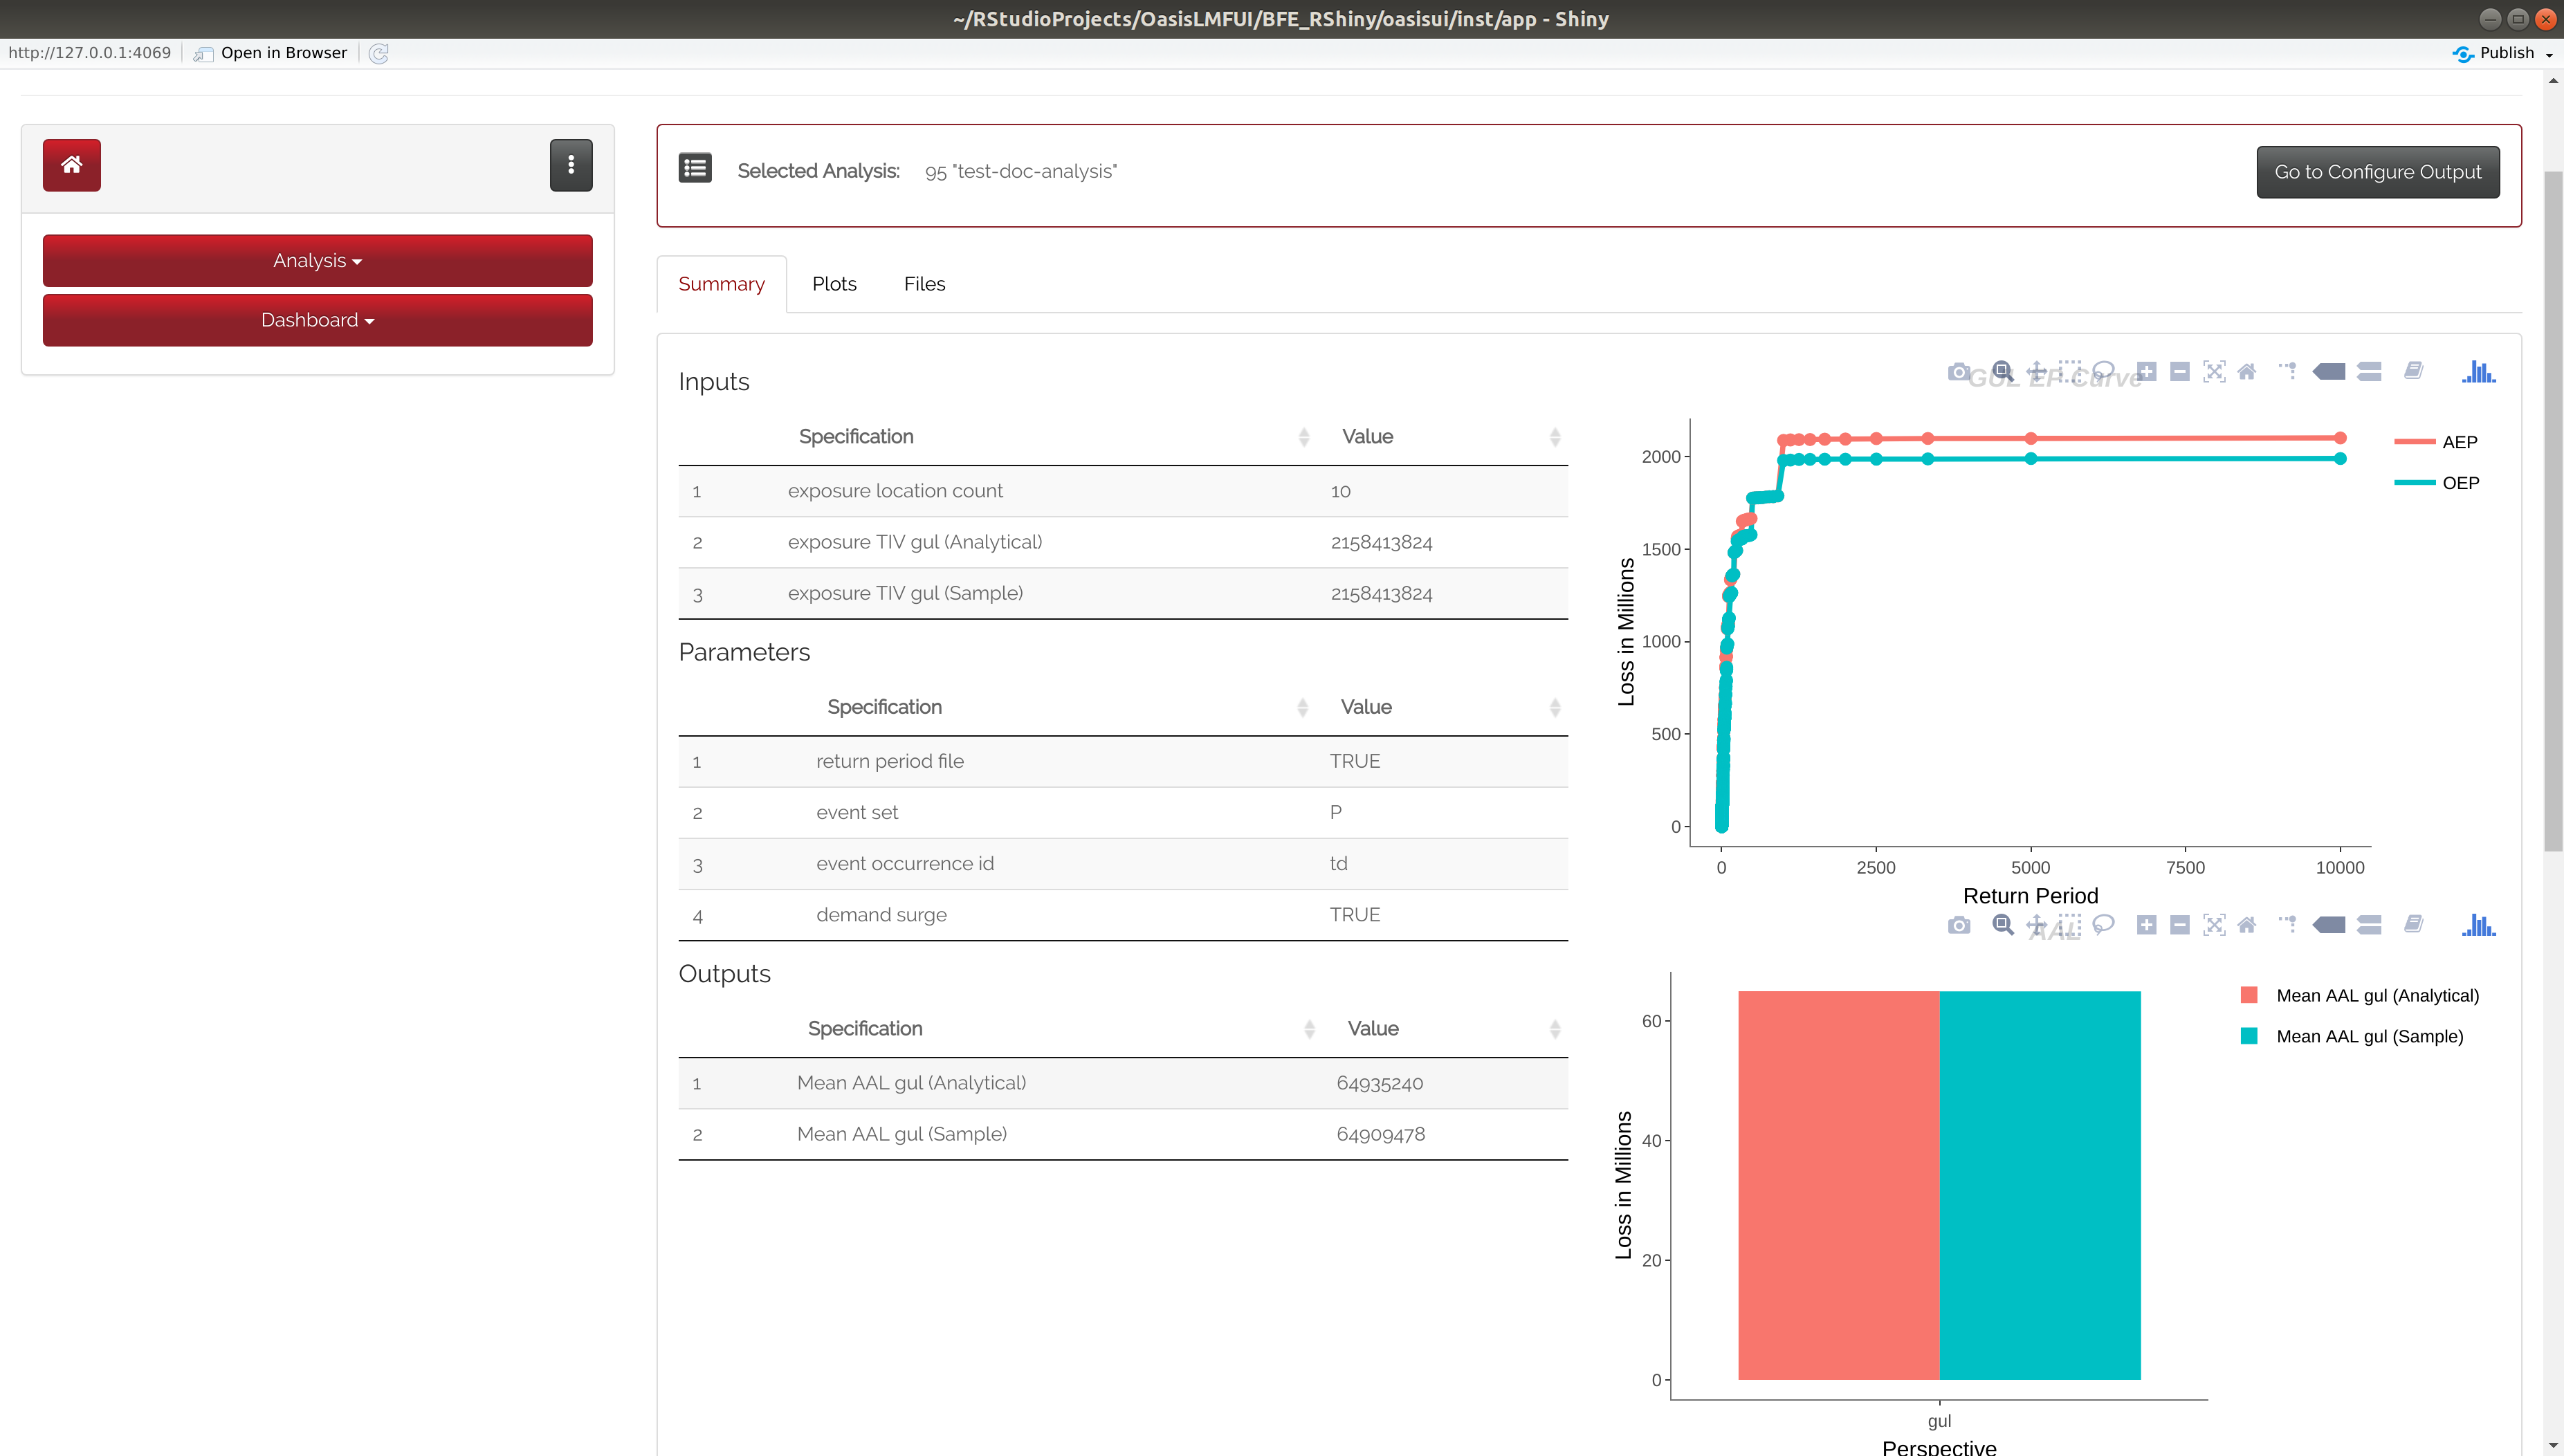 ~/RStudioProjects/OasisLMFUI/BFE_RShiny/oasisui/inst/app - Shiny
http://127.0.0.1:4069 Open in Browser Publish
Selected Analysis: 95 "test-doc-analysis" Go to Configure Output
Analysis
Dashboard
Summary Plots Files
Inputs
Specification Value
1 exposure location count 10
2 exposure TIV gul (Analytical) 2158413824
3 exposure TIV gul (Sample) 2158413824
Parameters
Specification Value
1 return period file TRUE
2 event set P
3 event occurrence id td
4 demand surge TRUE
Outputs
Specification Value
1 Mean AAL gul (Analytical) 64935240
2 Mean AAL gul (Sample) 64909478
GUL EP Curve
AEP
OEP
Loss in Millions
2000
1500
1000
500
0
0 2500 5000 7500 10000
Return Period
AAL
Mean AAL gul (Analytical)
Mean AAL gul (Sample)
Loss in Millions
60
40
20
0
gul
Perspective